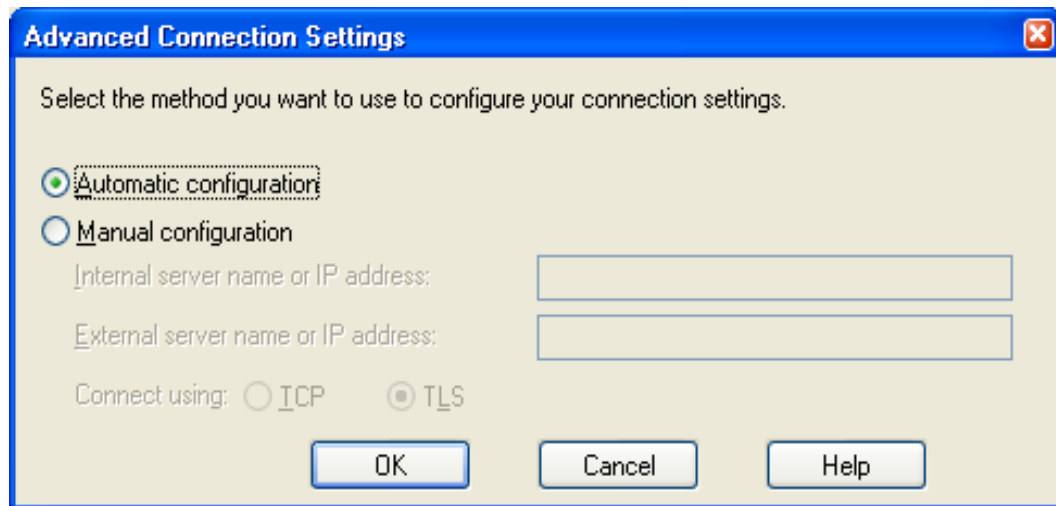 Advanced Connection Settings
Select the method you want to use to configure your connection settings.
Automatic configuration
Manual configuration
Internal server name or IP address:
External server name or IP address:
Connect using: TCP TLS
OK Cancel Help